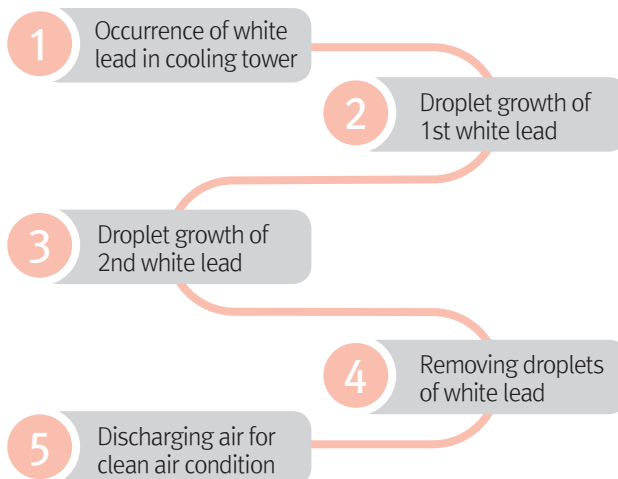 1
Occurrence of white
lead in cooling tower
2
Droplet growth of
1st white lead
3
Droplet growth of
2nd white lead
4
Removing droplets
of white lead
5
Discharging air for
clean air condition